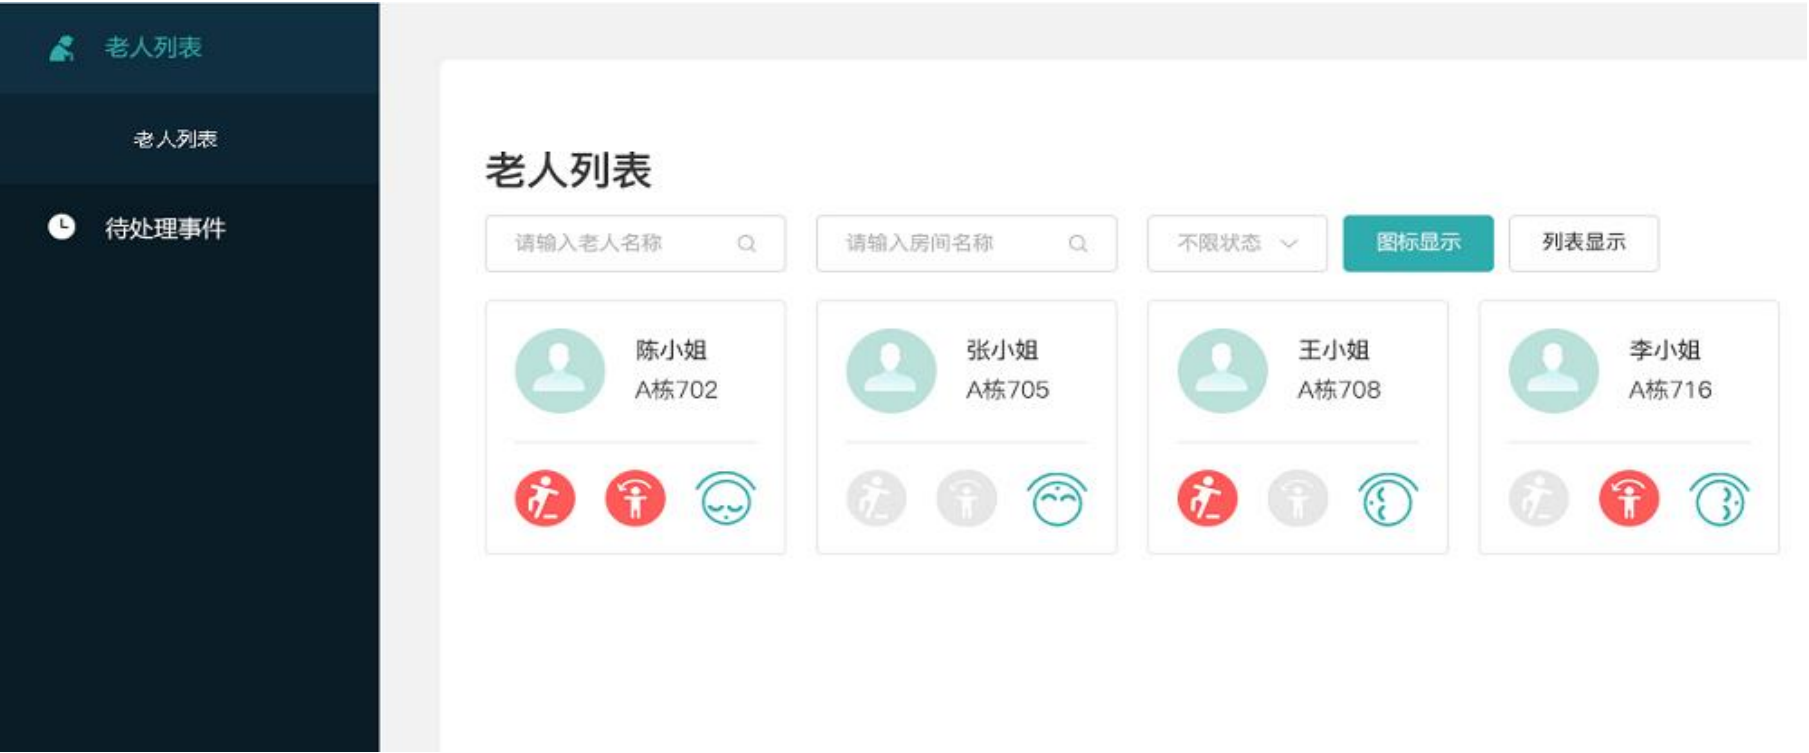 老人列表
老人列表
待处理事件
老人列表
请输入老人名称
请输入房间名称
不限状态
图标显示
列表显示
陈小姐
A栋702
张小姐
A栋705
王小姐
A栋708
李小姐
A栋716